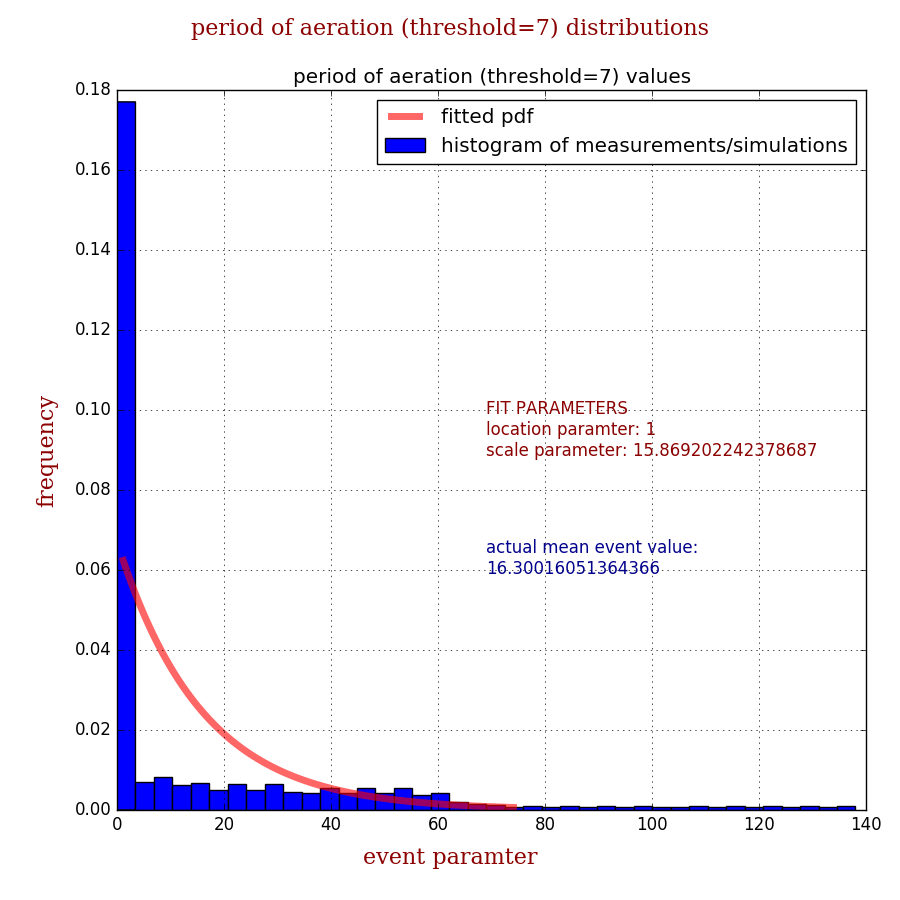 period of aeration (threshold=7) distributions
period of aeration (threshold=7) values
fitted pdf
histogram of measurements/simulations
0.18
0.16
0.14
0.12
0.10
0.08
0.06
0.04
0.02
0.00
frequency
FIT PARAMETERS
location paramter: 1
scale parameter: 15.869202242378687
actual mean event value:
16.30016051364366
0 20 40 60 80 100 120 140
event paramter